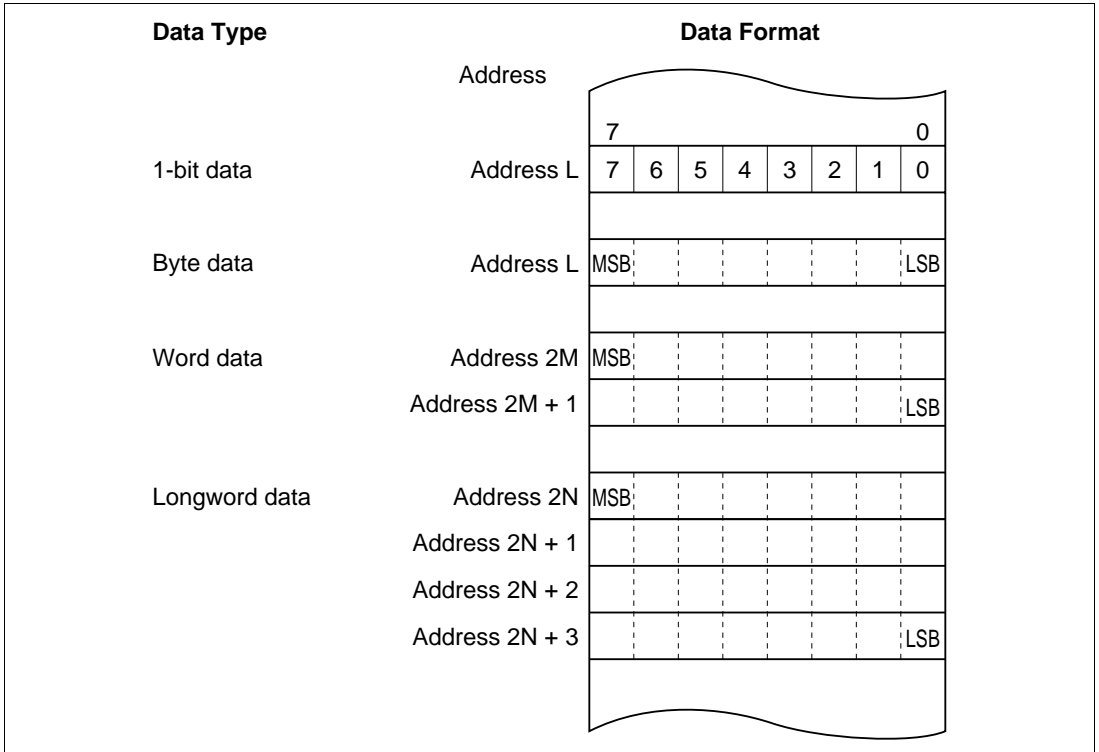 Data Type Data Format
Address
7 0
1-bit data Address L 7 6 5 4 3 2 1 0
Byte data Address L MSB LSB
Word data Address 2M MSB
Address 2M + 1 LSB
Longword data Address 2N MSB
Address 2N + 1
Address 2N + 2
Address 2N + 3 LSB